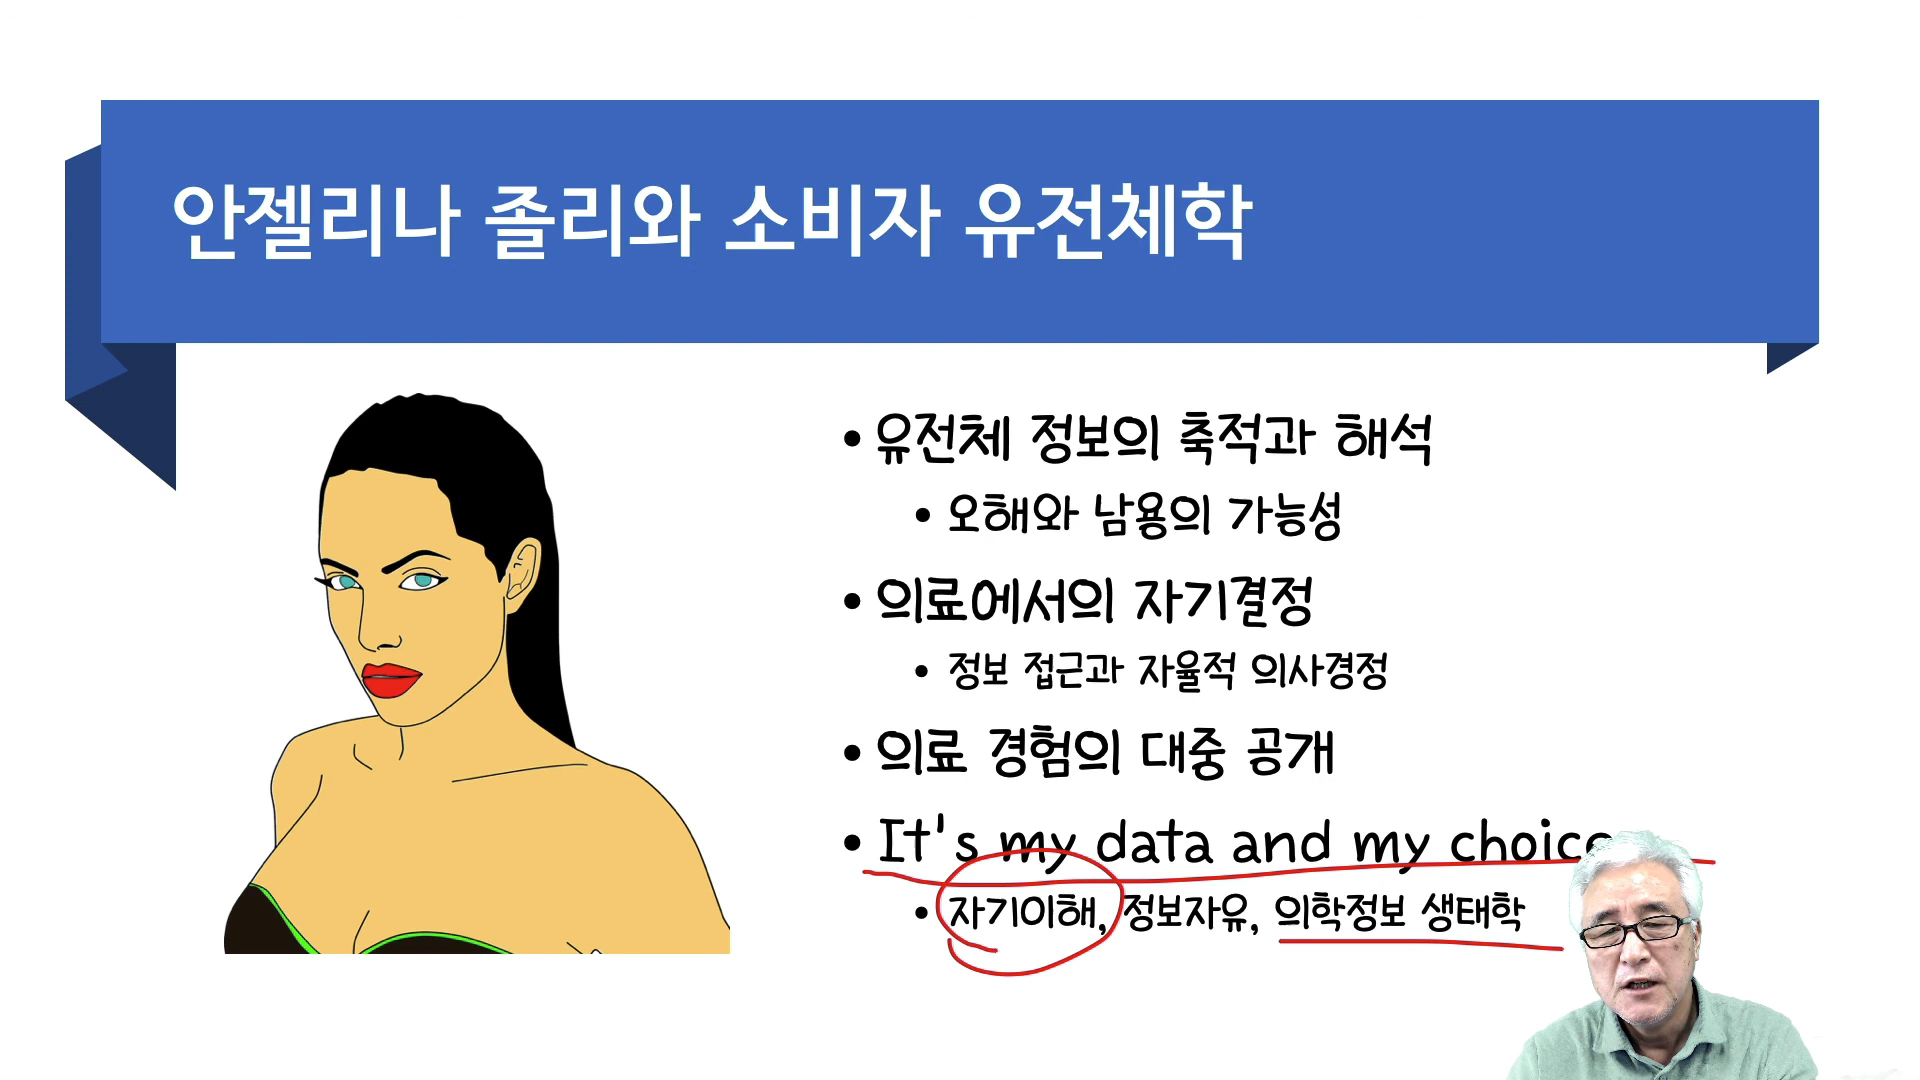 안젤리나 졸리와 소비자 유전체학
• 유전체 정보의 축적과 해석
• 오해와 남용의 가능성
• 의료에서의 자기결정
• 정보 접근과 자율적 의사경정
• 의료 경험의 대중 공개
• It's my data and my choice
• 자기이해, 정보자유, 의학정보 생태학